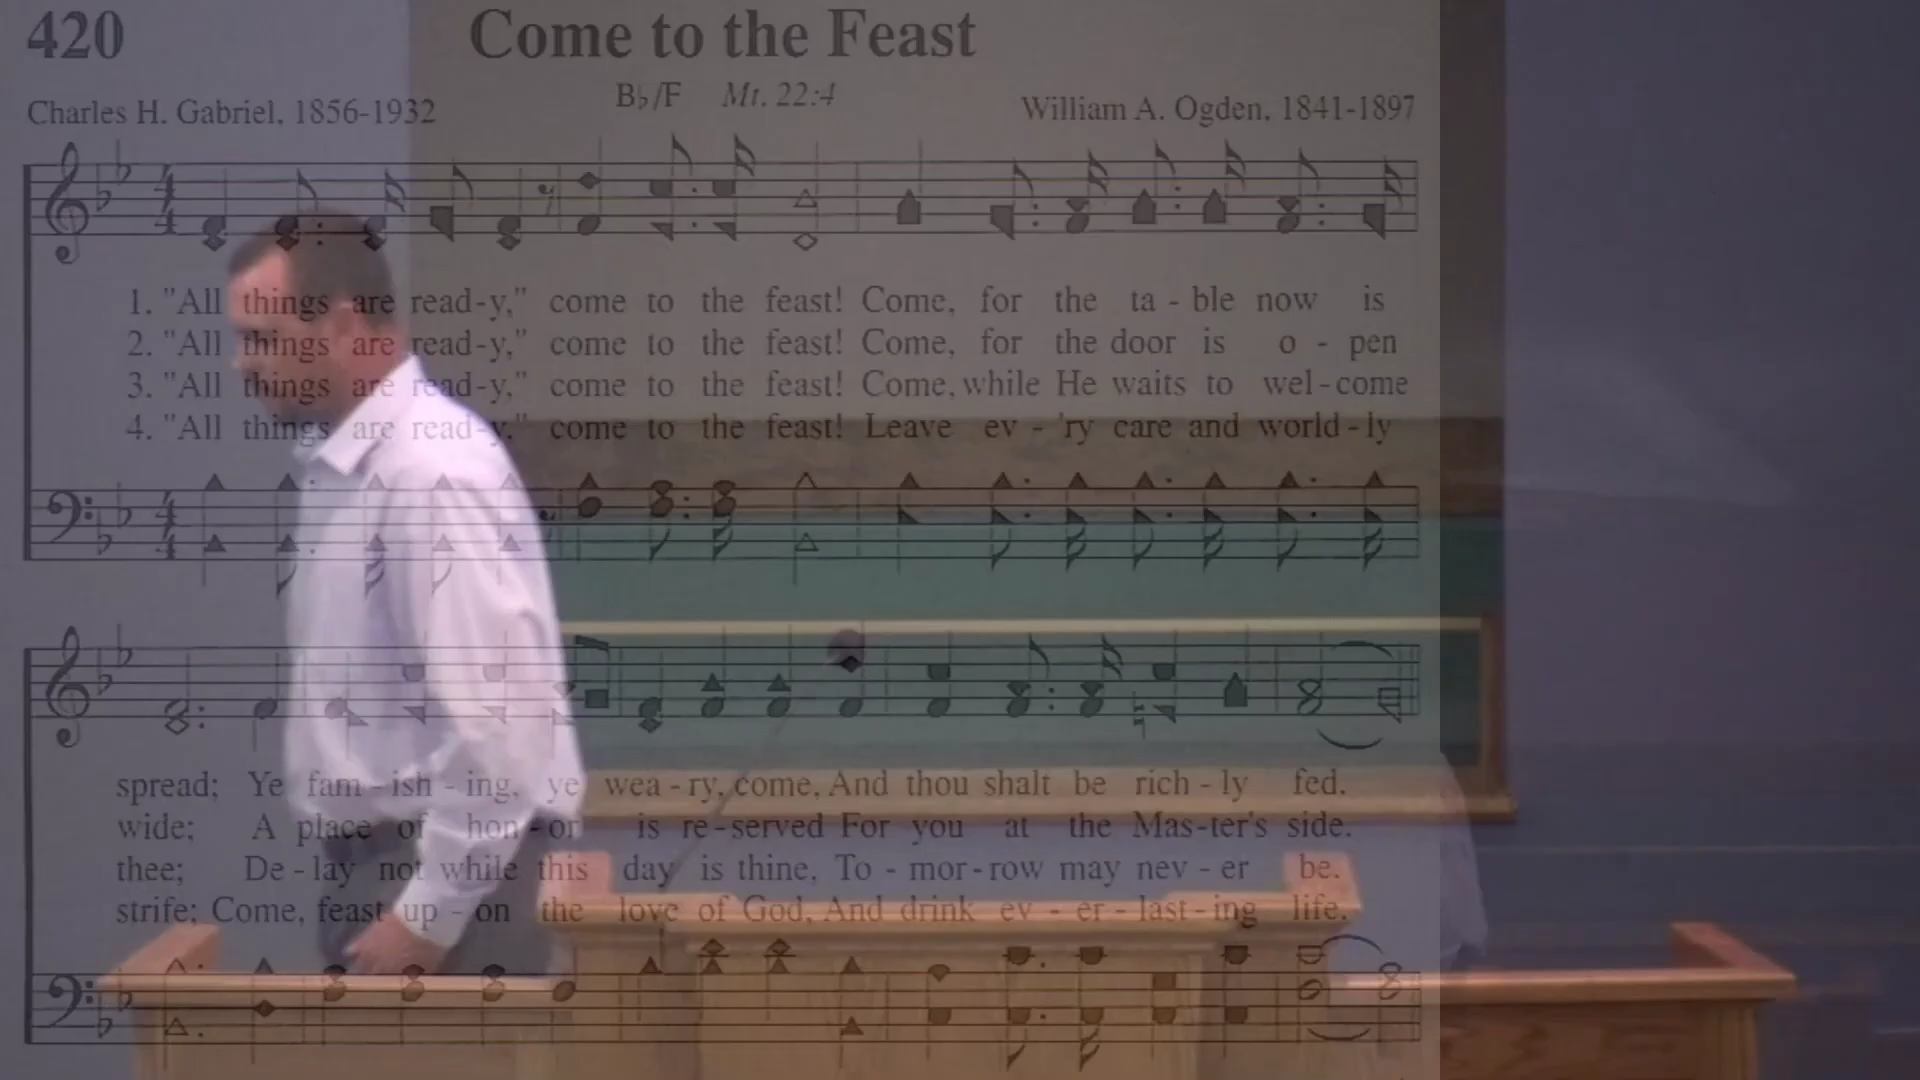 420 Come to the Feast
B♭/F Mt. 22:4
Charles H. Gabriel, 1856-1932 William A. Ogden, 1841-1897
1. "All things are read-y," come to the feast! Come, for the ta - ble now is
2. "All things are read-y," come to the feast! Come, for the door is o - pen
3. "All things are read-y," come to the feast! Come, while He waits to wel-come
4. "All things are read-y," come to the feast! Leave ev - 'ry care and world-ly
spread; Ye fam - ish - ing, ye wea - ry, come, And thou shalt be rich - ly fed.
wide; A place of hon - or is re-served For you at the Mas-ter's side.
thee; De - lay not while this day is thine, To - mor-row may nev - er be.
strife; Come, feast up - on the love of God, And drink ev - er - last-ing life.